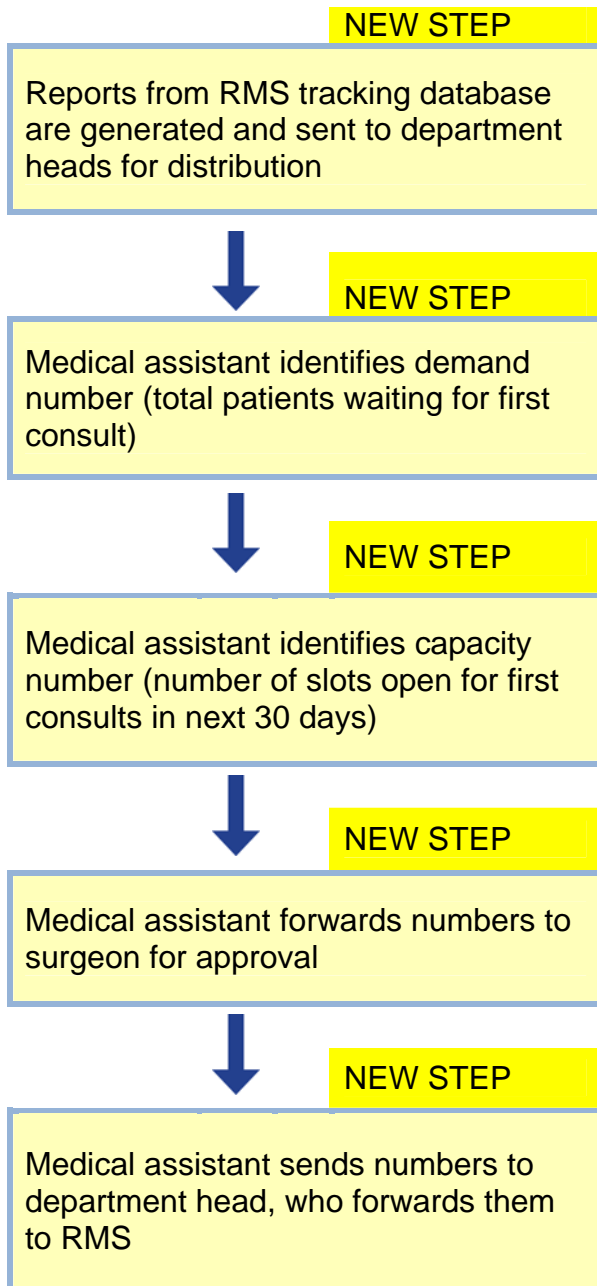 NEW STEP
Reports from RMS tracking database
are generated and sent to department
heads for distribution
NEW STEP
Medical assistant identifies demand
number (total patients waiting for first
consult)
NEW STEP
Medical assistant identifies capacity
number (number of slots open for first
consults in next 30 days)
NEW STEP
Medical assistant forwards numbers to
surgeon for approval
NEW STEP
Medical assistant sends numbers to
department head, who forwards them
to RMS